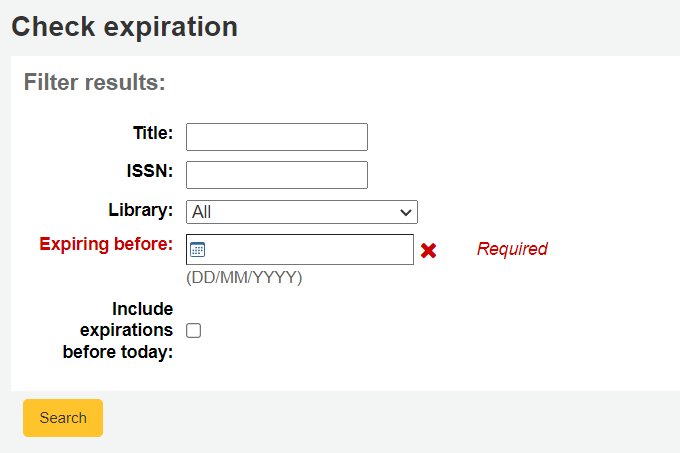 Check expiration
Filter results:
Title:
ISSN:
Library: All
Expiring before: Required
(DD/MM/YYYY)
Include
expirations
before today:
Search